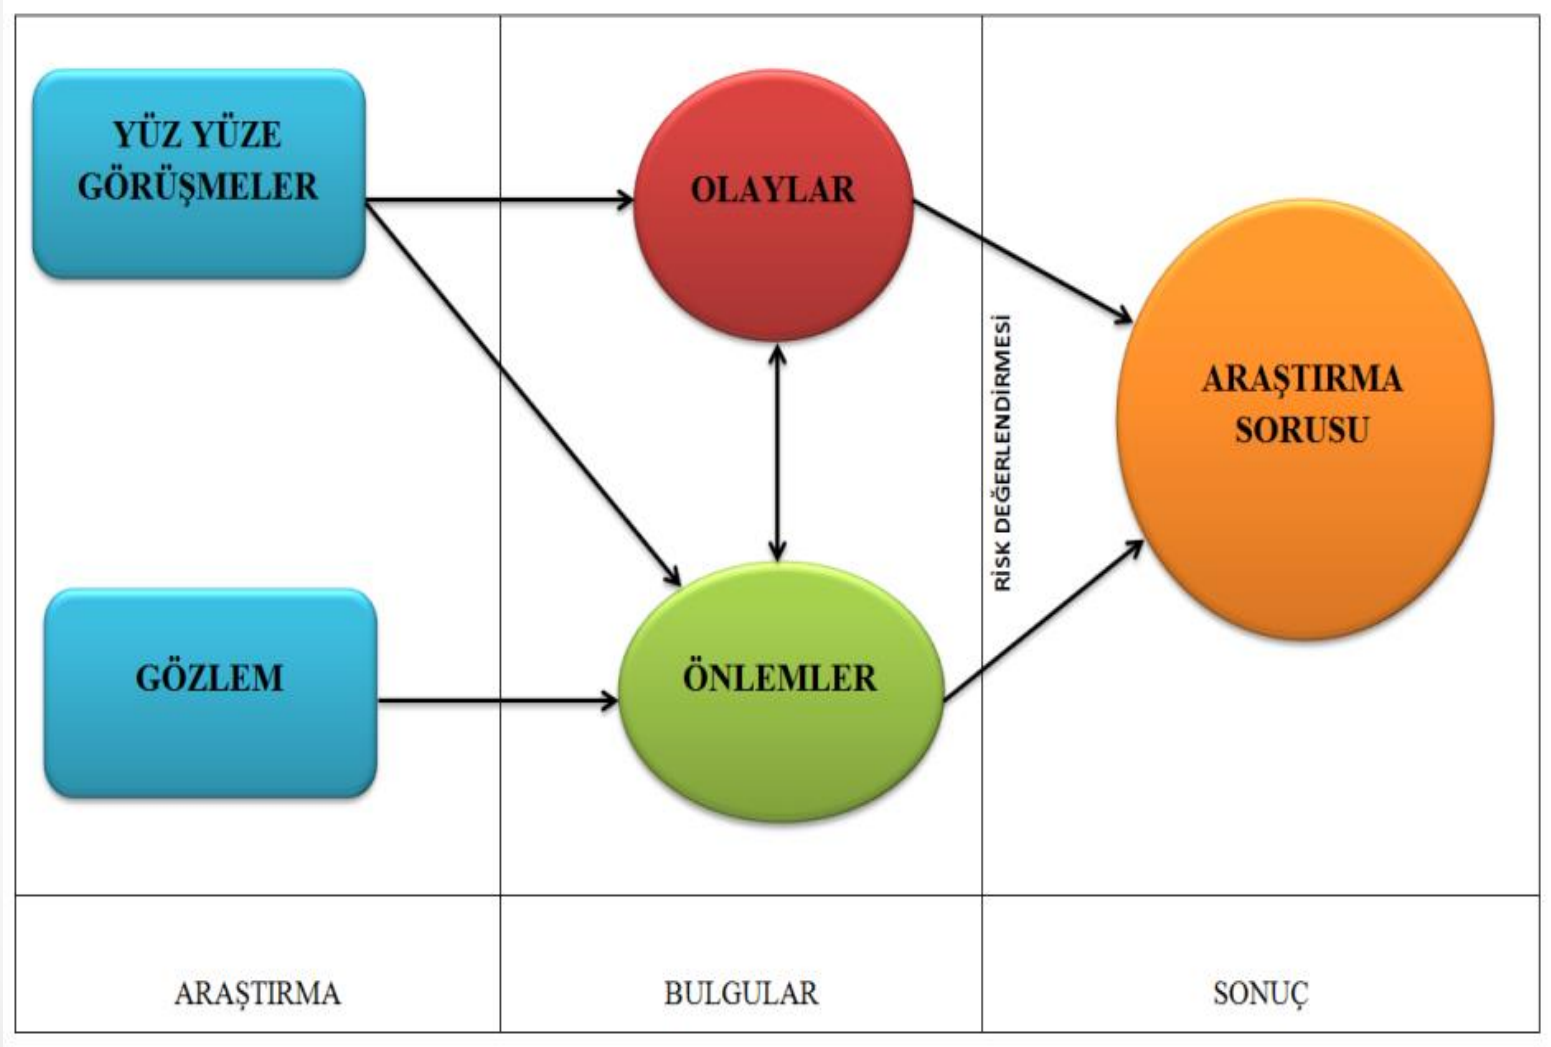 YÜZ YÜZE
GÖRÜŞMELER
OLAYLAR
ARAŞTIRMA
SORUSU
RİSK DEĞERLENDİRMESİ
GÖZLEM
ÖNLEMLER
ARAŞTIRMA
BULGULAR
SONUÇ